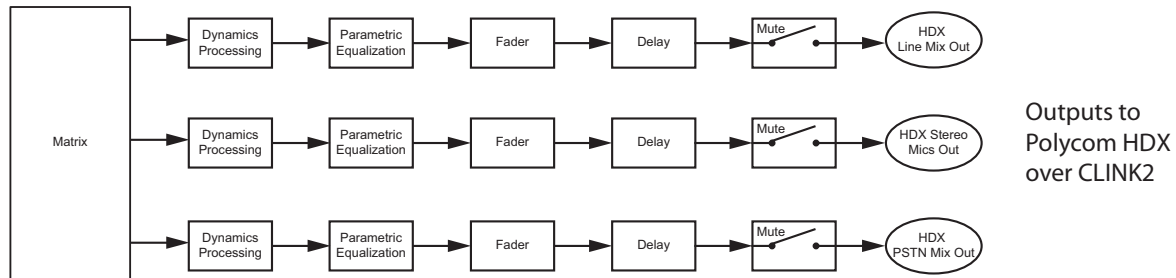 Dynamics
Processing
Parametric
Equalization
Fader
Delay
Mute
HDX
Line Mix Out
Matrix
Dynamics
Processing
Parametric
Equalization
Fader
Delay
Mute
HDX Stereo
Mics Out
Outputs to
Polycom HDX
over CLINK2
Dynamics
Processing
Parametric
Equalization
Fader
Delay
Mute
HDX
PSTN Mix Out